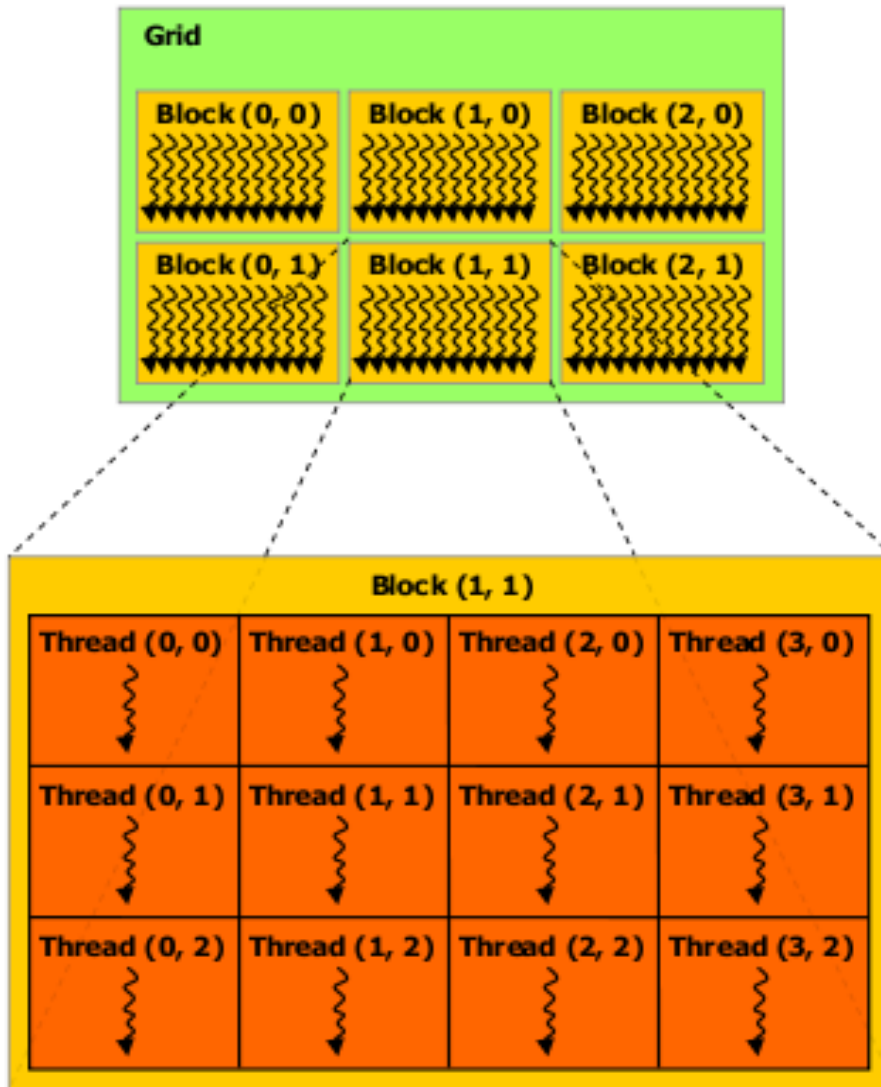 Grid
Block (0, 0) Block (1, 0) Block (2, 0)
Block (0, 1) Block (1, 1) Block (2, 1)
Block (1, 1)
Thread (0, 0) Thread (1, 0) Thread (2, 0) Thread (3, 0)
Thread (0, 1) Thread (1, 1) Thread (2, 1) Thread (3, 1)
Thread (0, 2) Thread (1, 2) Thread (2, 2) Thread (3, 2)